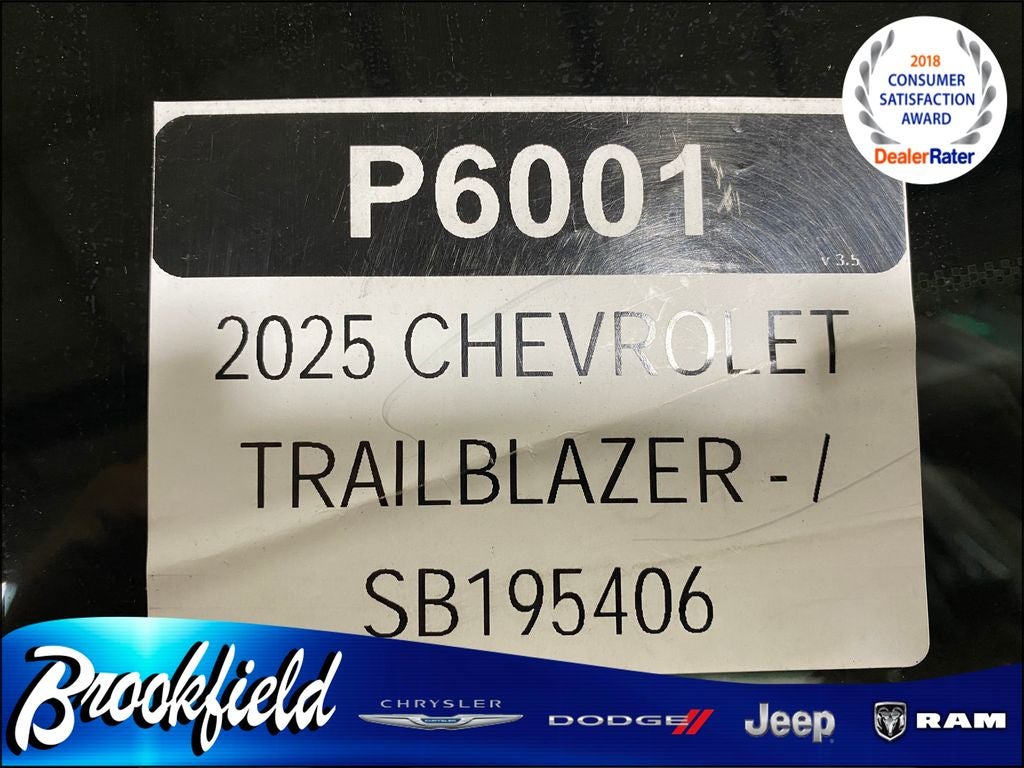 2018
CONSUMER
SATISFACTION
AWARD
DealerRater
P6001
v 3.5
2025 CHEVROLET
TRAILBLAZER - /
SB195406
Brookfield
CHRYSLER
DODGE
Jeep
RAM